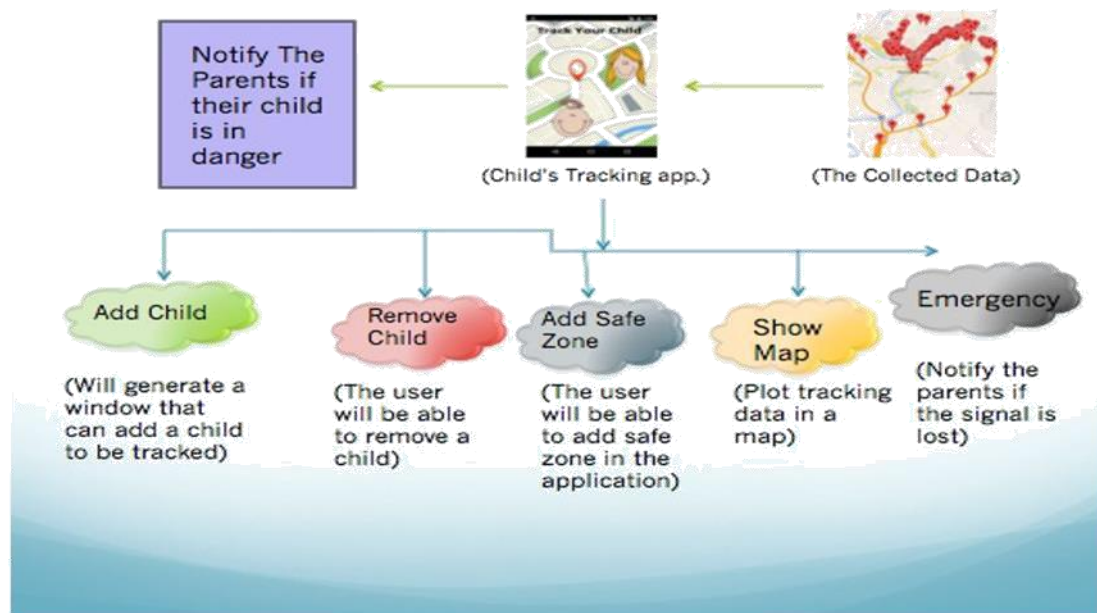 Notify The
Parents if
their child
is in
danger
Track Your Child
(Child's Tracking app.)
(The Collected Data)
Add Child
Remove
Child
Add Safe
Zone
Show
Map
Emergency
(Will generate a
window that
can add a child
to be tracked)
(The user
will be able
to remove a
child)
(The user
will be able
to add safe
zone in the
application)
(Plot tracking
data in a
map)
(Notify the
parents if
the signal is
lost)